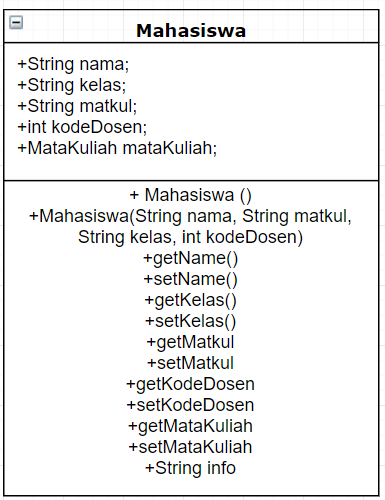 Mahasiswa
+String nama;
+String kelas;
+String matkul;
+int kodeDosen;
+MataKuliah mataKuliah;
+ Mahasiswa ()
+Mahasiswa(String nama, String matkul,
String kelas, int kodeDosen)
+getName()
+setName()
+getKelas()
+setKelas()
+getMatkul
+setMatkul
+getKodeDosen
+setKodeDosen
+getMataKuliah
+setMataKuliah
+String info